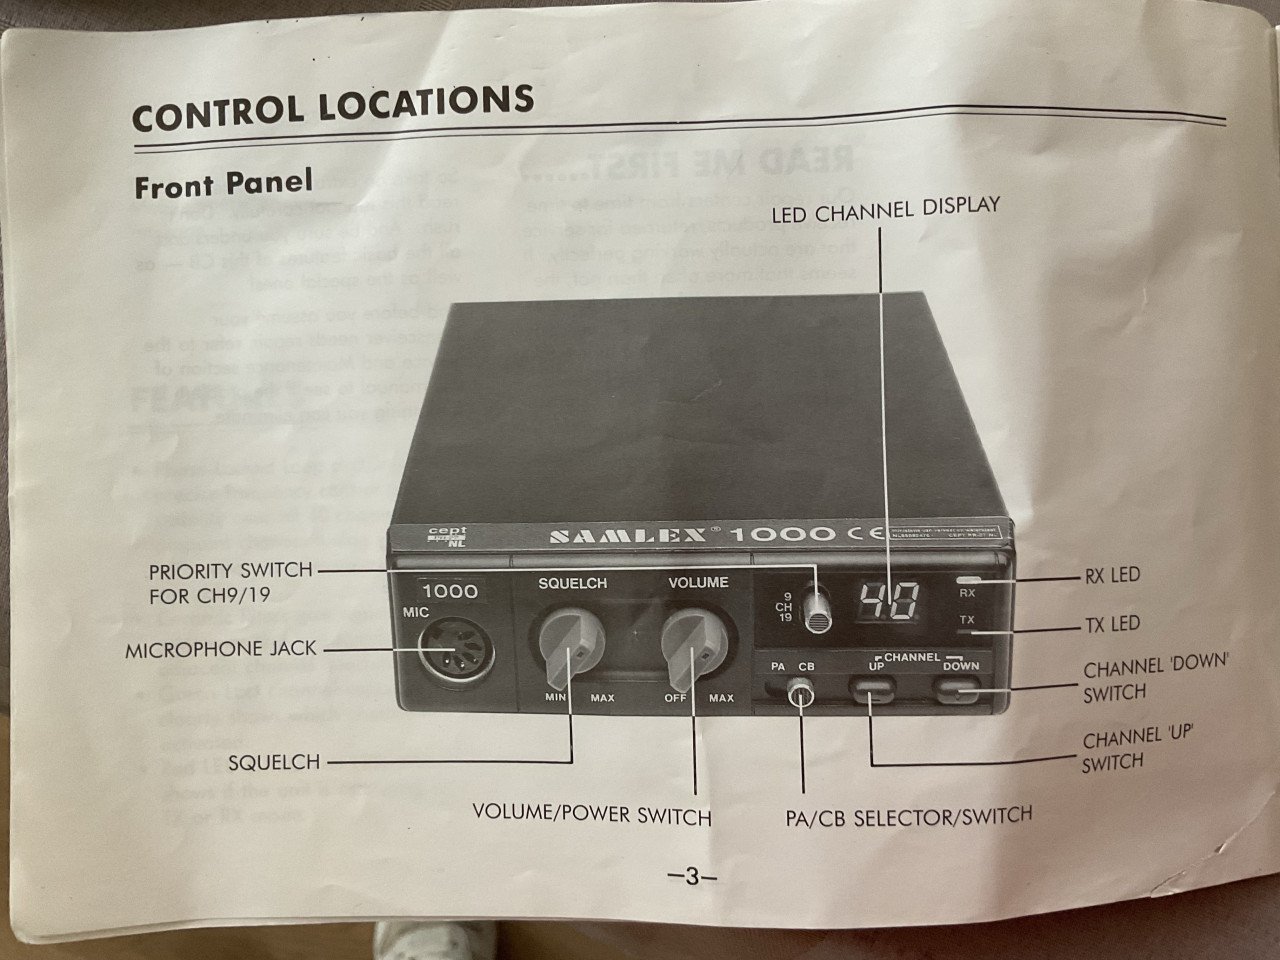 CONTROL LOCATIONS
Front Panel
LED CHANNEL DISPLAY
cept
NL
SAMLEX® 1000 CE
PRIORITY SWITCH
FOR CH9/19
1000
MIC
SQUELCH
VOLUME
9
CH
19
40
RX
TX
RX LED
TX LED
MICROPHONE JACK
PA CB
CHANNEL
UP
DOWN
CHANNEL 'DOWN'
SWITCH
MIN MAX
OFF MAX
CHANNEL 'UP'
SWITCH
SQUELCH
VOLUME/POWER SWITCH
PA/CB SELECTOR/SWITCH
—3—